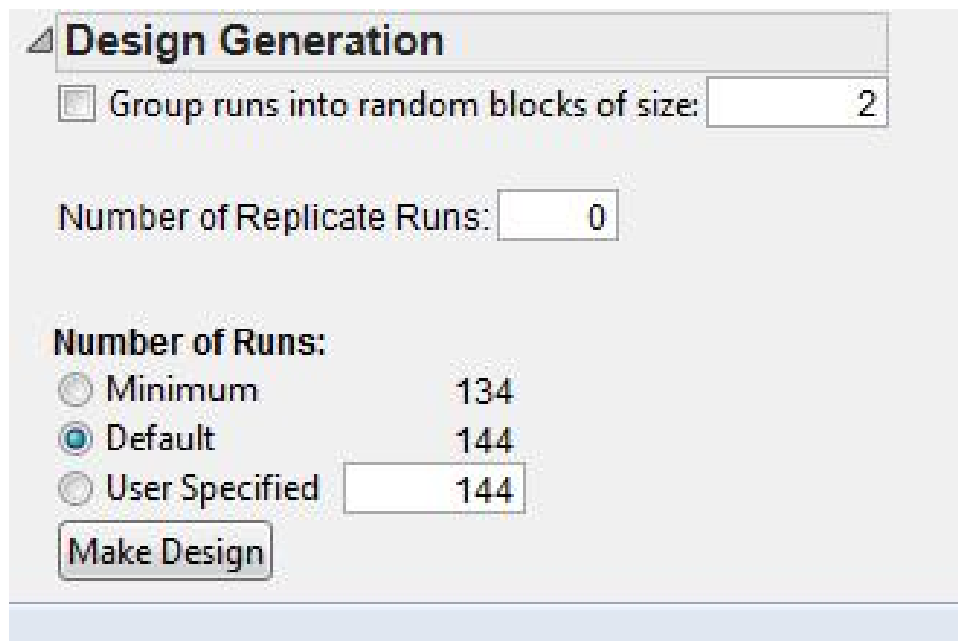 Design Generation
Group runs into random blocks of size: 2
Number of Replicate Runs: 0
Number of Runs:
Minimum 134
Default 144
User Specified 144
Make Design